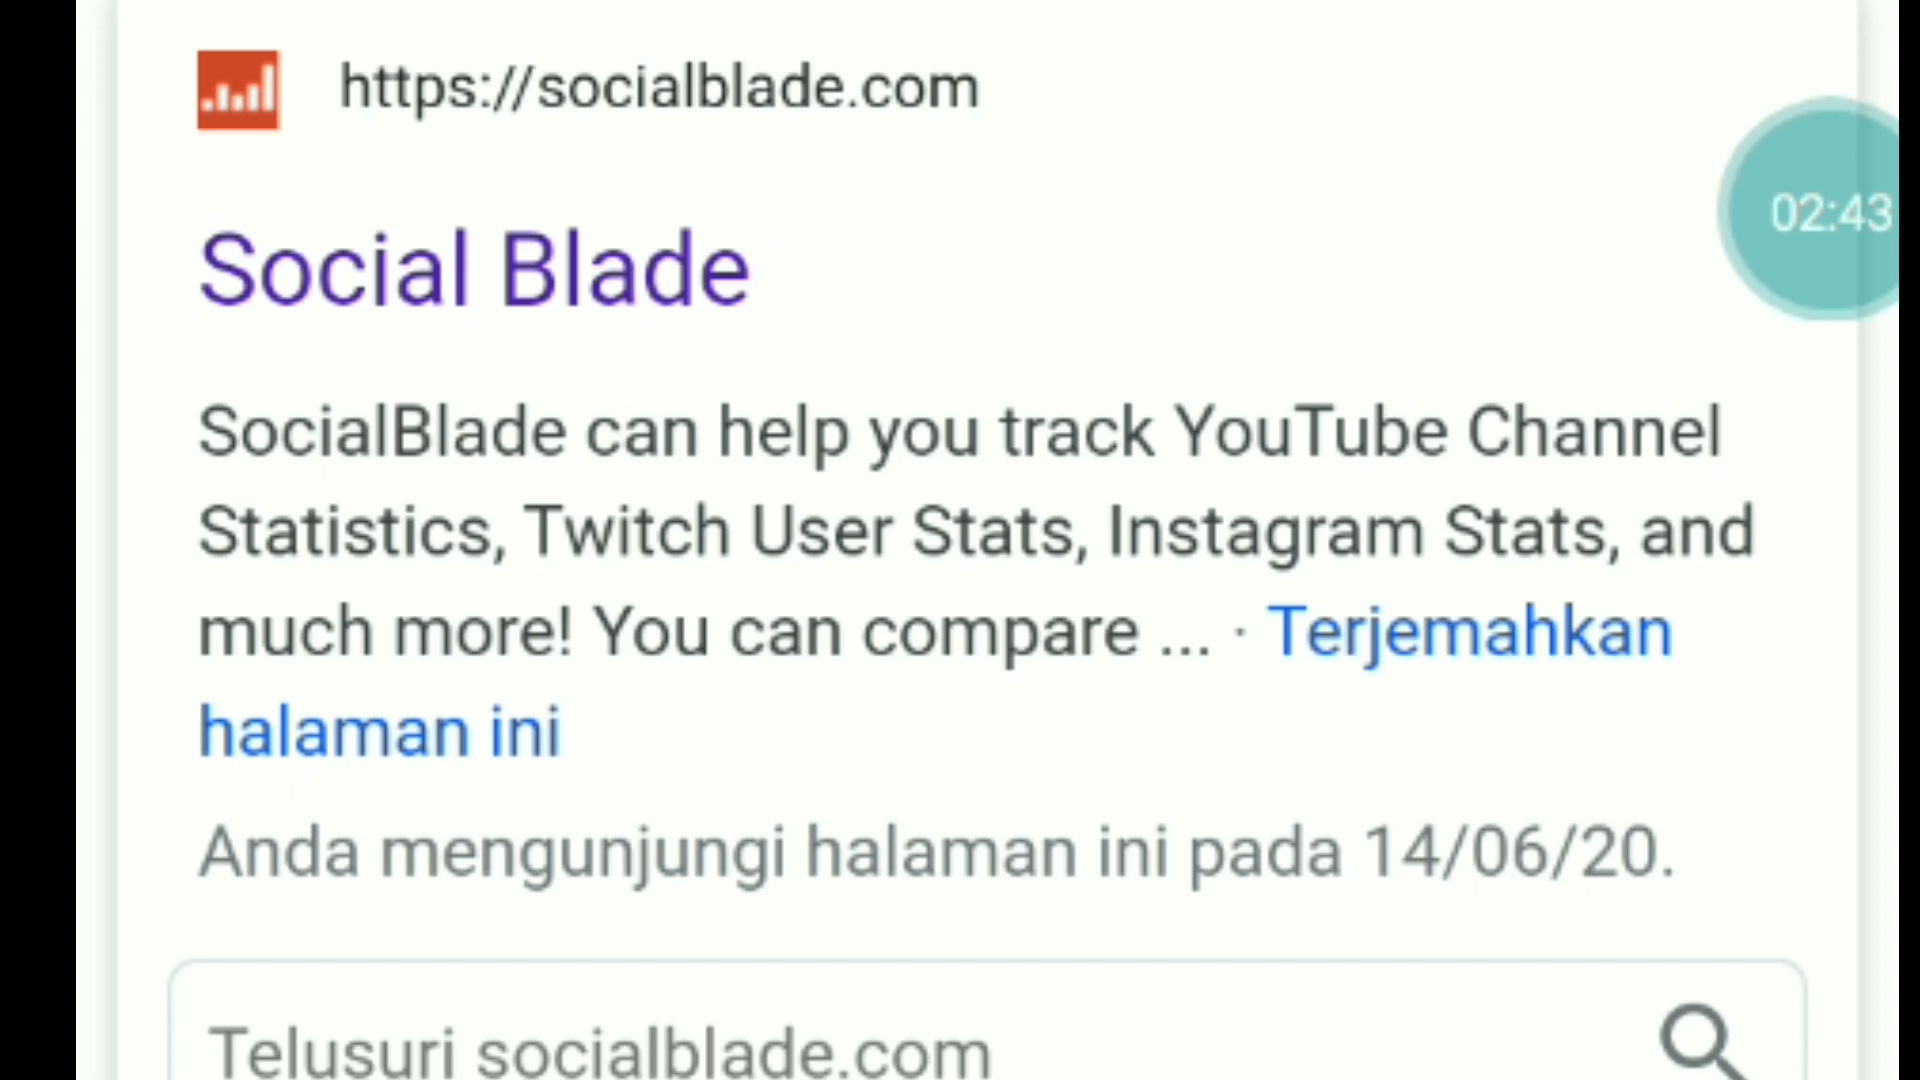 https://socialblade.com
02:43
Social Blade
SocialBlade can help you track YouTube Channel
Statistics, Twitch User Stats, Instagram Stats, and
much more! You can compare ... · Terjemahkan
halaman ini
Anda mengunjungi halaman ini pada 14/06/20.
Telusuri socialblade.com